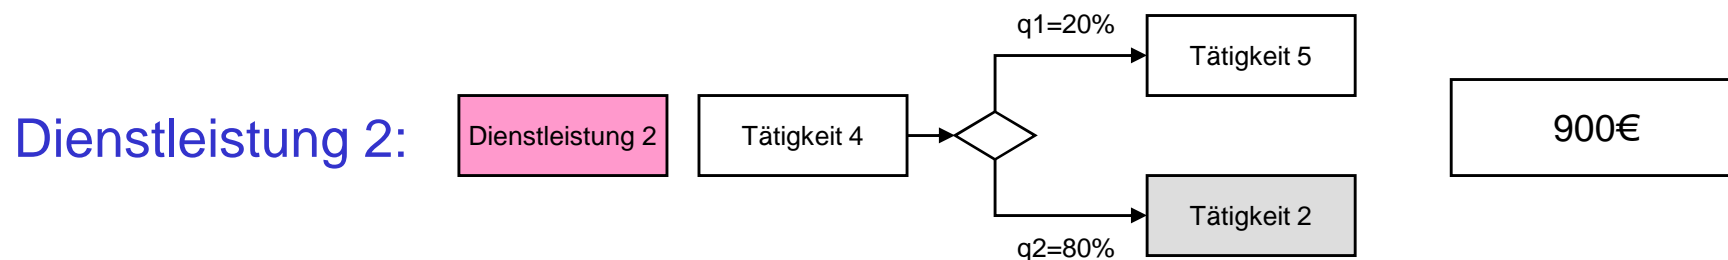 Dienstleistung 2:
Dienstleistung 2
Tätigkeit 4
q1=20%
Tätigkeit 5
q2=80%
Tätigkeit 2
900€